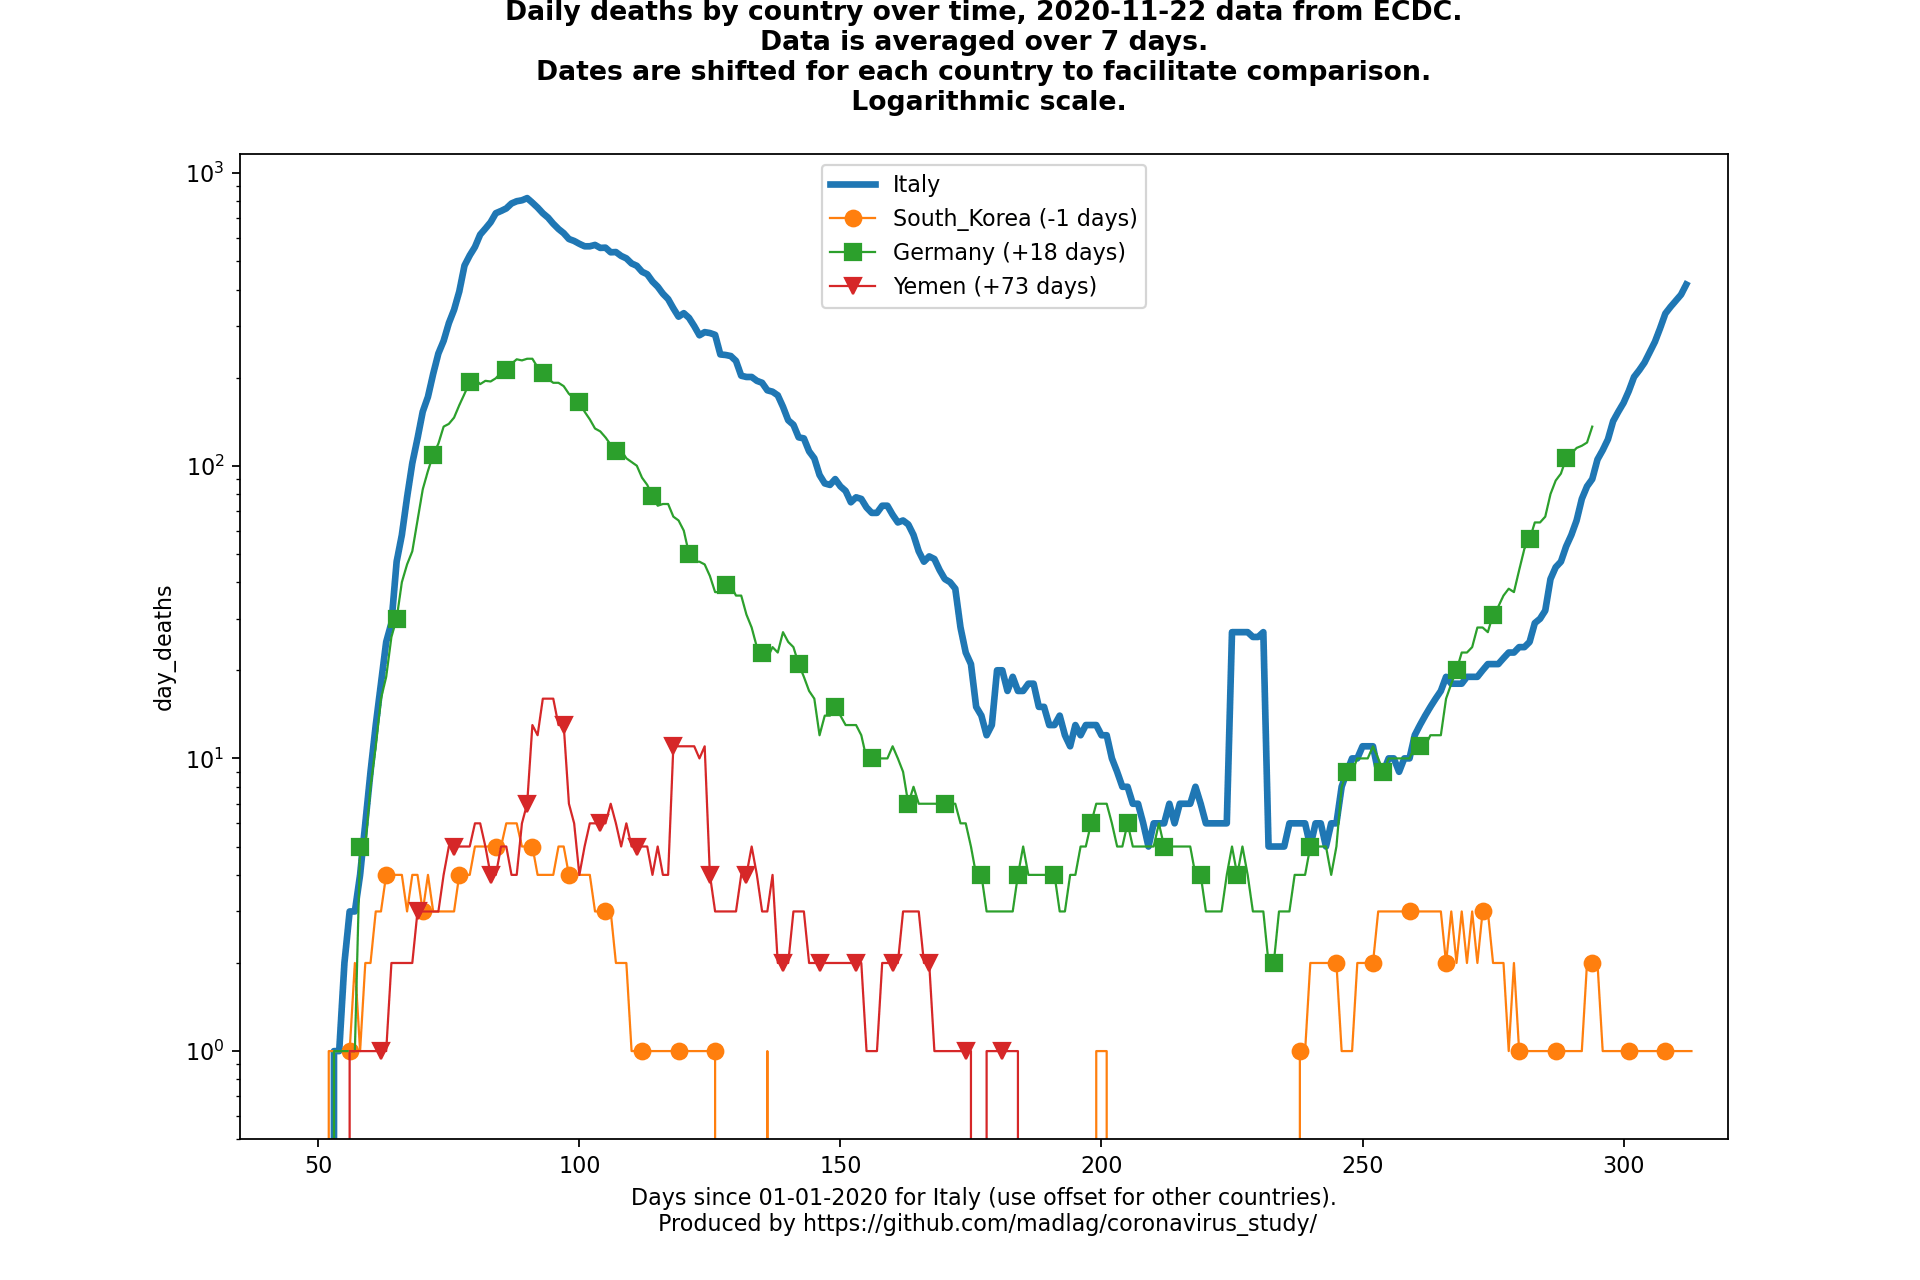 Daily deaths by country over time, 2020-11-22 data from ECDC.
Data is averaged over 7 days.
Dates are shifted for each country to facilitate comparison.
Logarithmic scale.
10³
10²
10¹
10⁰
day_deaths
Italy
South_Korea (-1 days)
Germany (+18 days)
Yemen (+73 days)
50
100
150
200
250
300
Days since 01-01-2020 for Italy (use offset for other countries).
Produced by https://github.com/madlag/coronavirus_study/